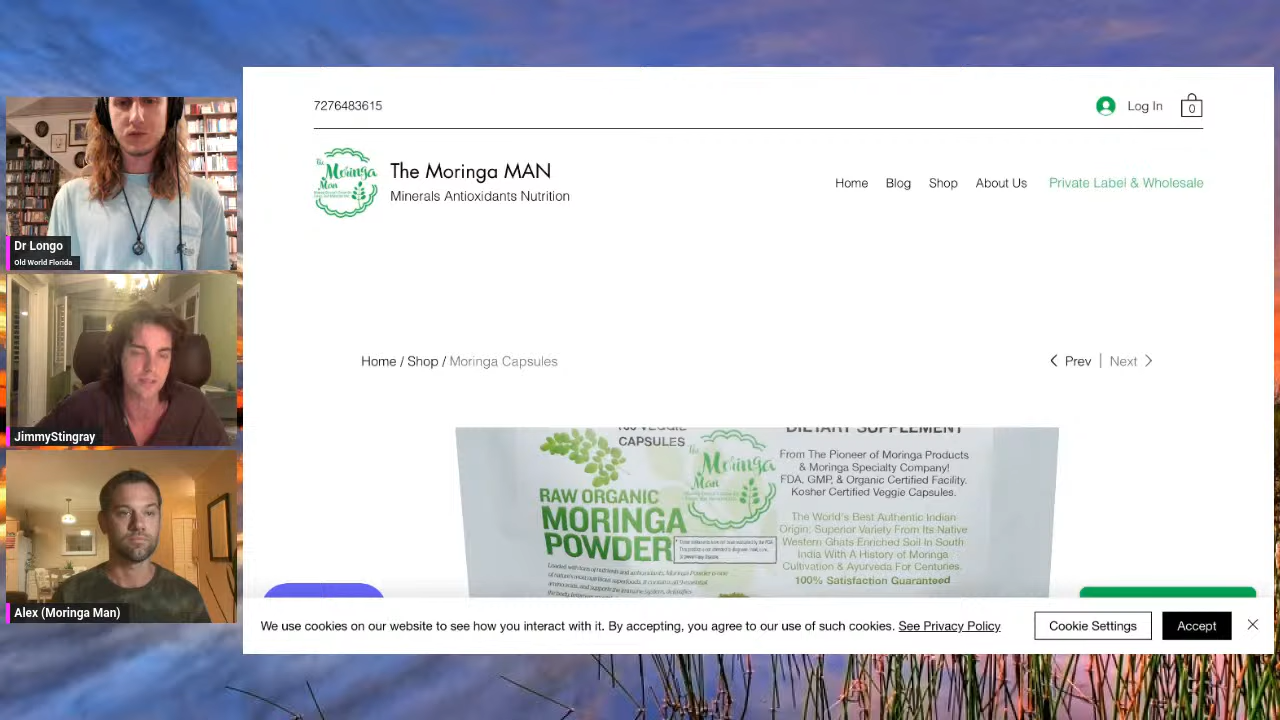 7276483615
Log In
0
The Moringa MAN
Minerals Antioxidants Nutrition
Home Blog Shop About Us Private Label & Wholesale
Home / Shop / Moringa Capsules
Prev | Next
CAPSULES
RAW ORGANIC
MORINGA
POWDER
The
Moringa
Man
DIETARY SUPPLEMENT
From The Pioneer of Moringa Products
& Moringa Specialty Company!
FDA, GMP, & Organic Certified Facility.
Kosher Certified Veggie Capsules.
The World's Best Authentic Indian
Origin: Superior Variety From Its Native
Western Ghats Enriched Soil In South
India With A History of Moringa
Cultivation & Ayurveda For Centuries.
100% Satisfaction Guaranteed
We use cookies on our website to see how you interact with it. By accepting, you agree to our use of such cookies. See Privacy Policy
Cookie Settings
Accept
Dr Longo
Old World Florida
JimmyStingray
Alex (Moringa Man)